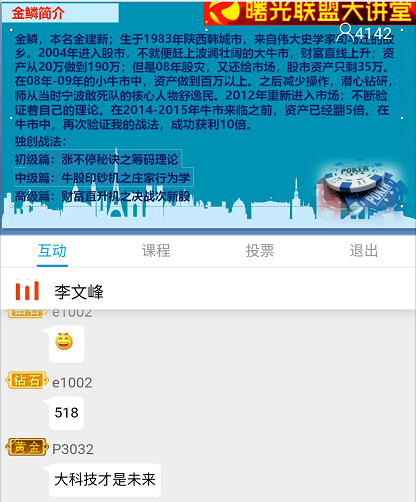 金鳞简介
曙光联盟大讲堂
4142
金鳞，本名金建新；生于1983年陕西韩城市，来自伟大史学家司马迁的故
乡。2004年进入股市，不就便赶上波澜壮阔的大牛市，财富直线上升；资
产从20万做到190万；但是08年股灾，又还给市场，股市资产只剩35万。
在08年-09年的小牛市中，资产做到百万以上。之后减少操作，潜心钻研，
师从当时宁波敢死队的核心人物舒逸民。2012年重新进入市场；不断验
证着自己的理论。在2014-2015年牛市来临之前，资产已经翻5倍。在
牛市中，再次验证我的战法，成功获利10倍。
独创战法：
初级篇：涨不停秘诀之筹码理论
中级篇：牛股印钞机之庄家行为学
高级篇：财富直升机之决战次新股
POKER
互动
课程
投票
退出
李文峰
钻石 e1002
钻石 e1002
518
黄金 P3032
大科技才是未来